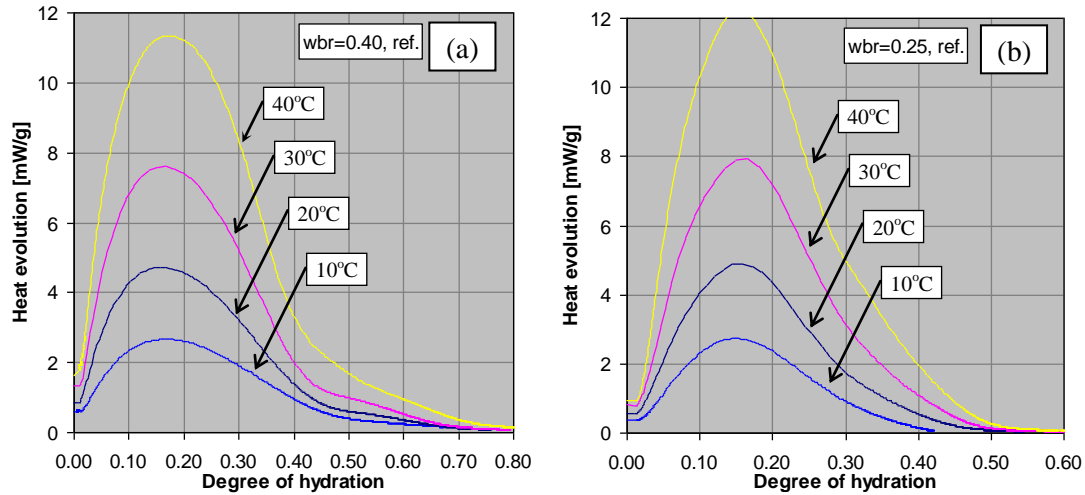 12
10
8
6
4
2
0
Heat evolution [mW/g]
wbr=0.40, ref.
(a)
40°C
30°C
20°C
10°C
0.00 0.10 0.20 0.30 0.40 0.50 0.60 0.70 0.80
Degree of hydration
12
10
8
6
4
2
0
Heat evolution [mW/g]
wbr=0.25, ref.
(b)
40°C
30°C
20°C
10°C
0.00 0.10 0.20 0.30 0.40 0.50 0.60
Degree of hydration